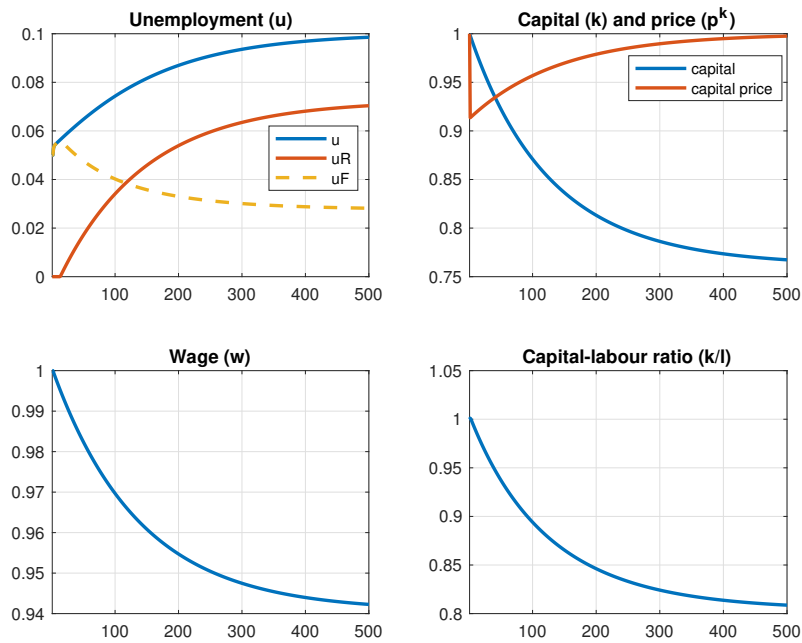 Unemployment (u)
0.1
0.08
0.06
0.04
0.02
0
u
uR
uF
100 200 300 400 500
Capital (k) and price (p^k)
1
0.95
0.9
0.85
0.8
0.75
capital
capital price
100 200 300 400 500
Wage (w)
1
0.99
0.98
0.97
0.96
0.95
0.94
100 200 300 400 500
Capital-labour ratio (k/l)
1.05
1
0.95
0.9
0.85
0.8
100 200 300 400 500